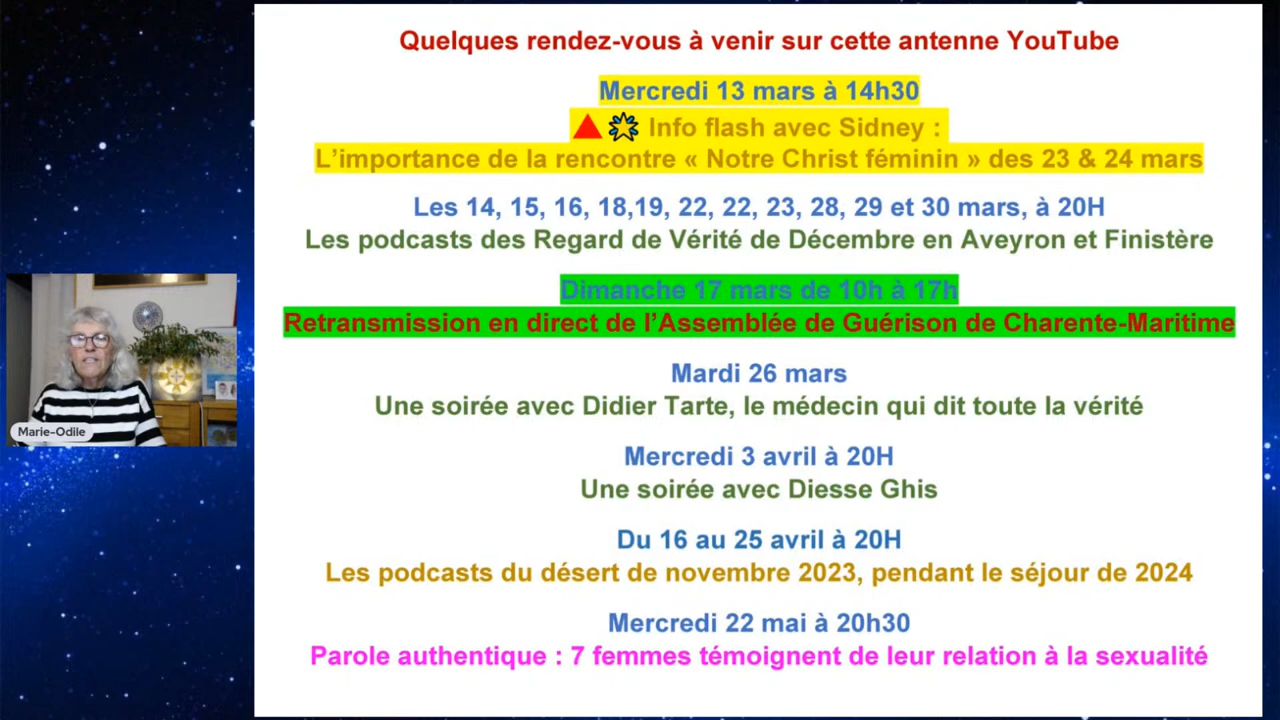 Quelques rendez-vous à venir sur cette antenne YouTube
Mercredi 13 mars à 14h30
Info flash avec Sidney :
L'importance de la rencontre « Notre Christ féminin » des 23 & 24 mars
Les 14, 15, 16, 18,19, 22, 22, 23, 28, 29 et 30 mars, à 20H
Les podcasts des Regard de Vérité de Décembre en Aveyron et Finistère
Dimanche 17 mars de 10h à 17h
Retransmission en direct de l'Assemblée de Guérison de Charente-Maritime
Mardi 26 mars
Une soirée avec Didier Tarte, le médecin qui dit toute la vérité
Mercredi 3 avril à 20H
Une soirée avec Diesse Ghis
Du 16 au 25 avril à 20H
Les podcasts du désert de novembre 2023, pendant le séjour de 2024
Mercredi 22 mai à 20h30
Parole authentique : 7 femmes témoignent de leur relation à la sexualité
Marie-Odile